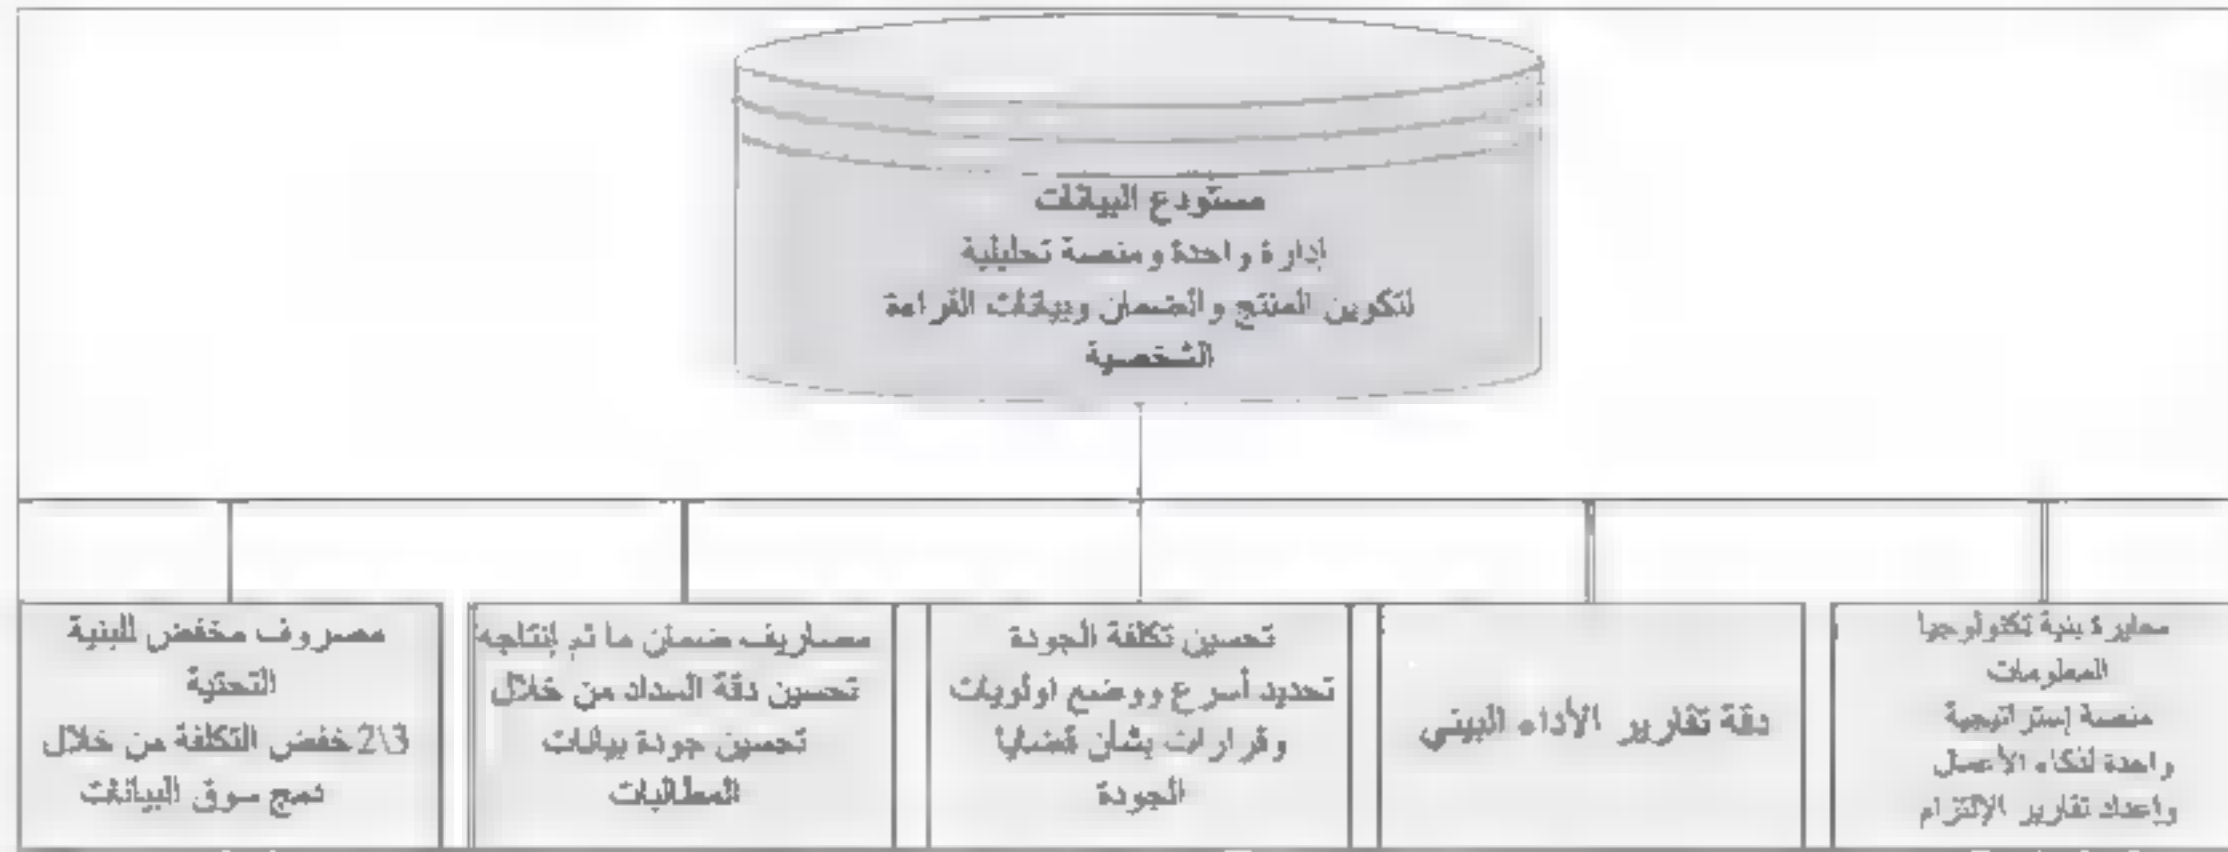 مستودع البيانات
إدارة واحدة ومنصة تحليلية
لتكوين المنتج والضمان وبيانات القراءة
الشخصية
معايرة بنية تكنولوجيا
المعلومات
منصة إستراتيجية
واحدة لذكاء الأعمال
وإعداد تقارير الإلتزام
دقة تقارير الأداء البيئي
تحسين تكلفة الجودة
تحديد أسرع ووضع اولويات
وقرارات بشأن قضايا
الجودة
مصاريف ضمان ما تم إنتاجه
تحسين دقة السداد من خلال
تحسين جودة بيانات
المطالبات
مصروف مخفض للبنية
التحتية
2\3 خفض التكلفة من خلال
دمج سوق البيانات